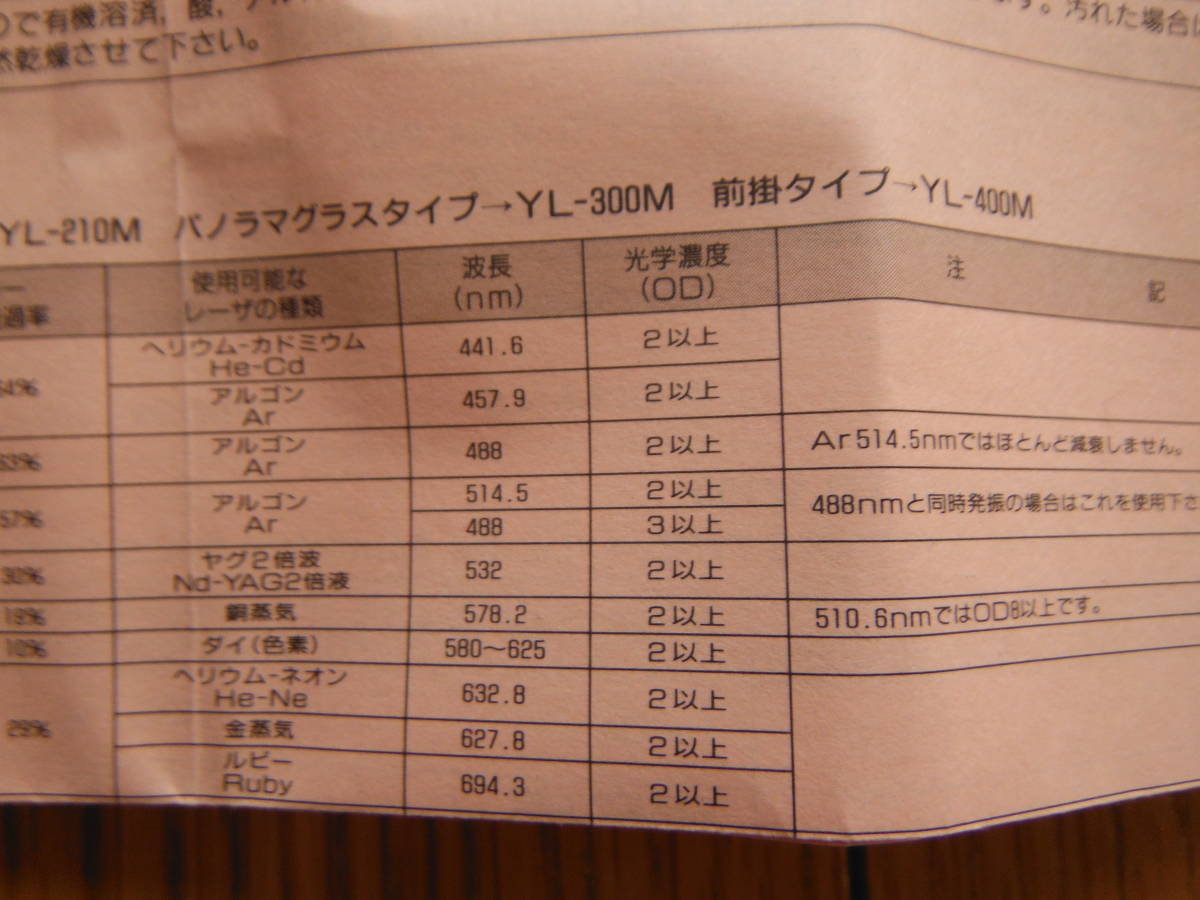 ので有機溶済, 酸, アル
ます。汚れた場合は
然乾燥させて下さい。
YL-210M パノラマグラスタイプ→YL-300M 前掛タイプ→YL-400M
過率
使用可能な
レーザの種類
波長
(nm)
光学濃度
(OD)
注 記
ヘリウム-カドミウム
He-Cd
441.6
2以上
4%
アルゴン
Ar
457.9
2以上
63%
アルゴン
Ar
488
2以上
Ar514.5nmではほとんど減衰しません。
57%
アルゴン
Ar
514.5
2以上
488
3以上
488nmと同時発振の場合はこれを使用下さ
30%
ヤグ2倍波
Nd-YAG2倍液
532
2以上
18%
銅蒸気
578.2
2以上
510.6nmではOD8以上です。
10%
ダイ(色素)
580～625
2以上
29%
ヘリウム-ネオン
He-Ne
632.8
2以上
金蒸気
627.8
2以上
ルビー
Ruby
694.3
2以上